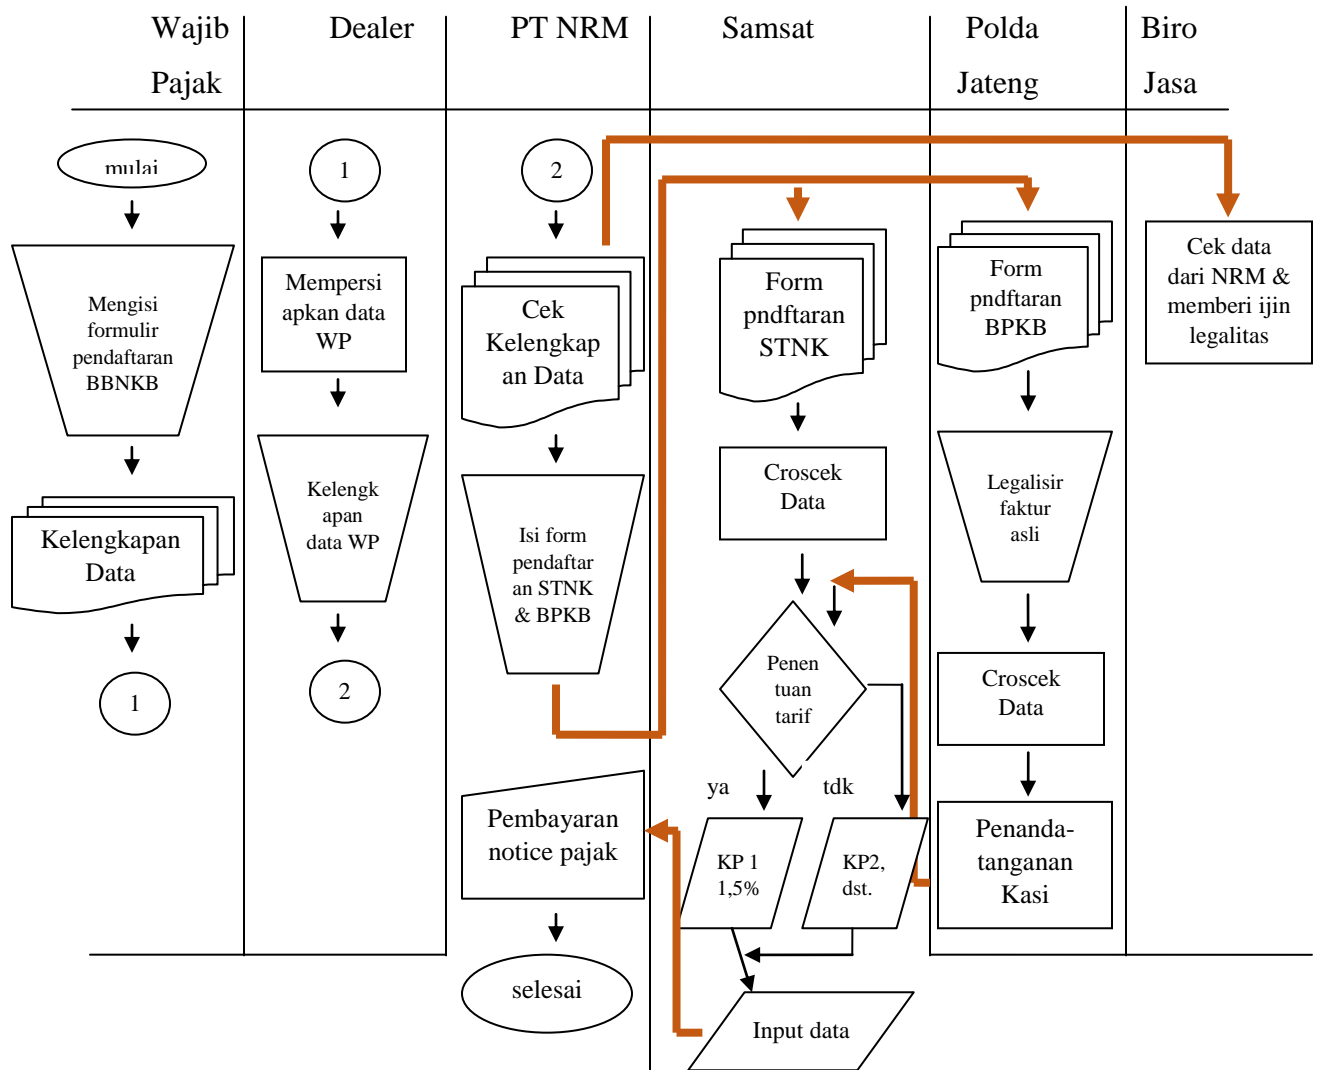 Wajib
Pajak
Dealer
PT NRM
Samsat
Polda
Jateng
Biro
Jasa
mulai
Mengisi
formulir
pendaftaran
BBNKB
Kelengkapan
Data
1
1
Mempersi
apkan data
WP
Kelengk
apan
data WP
2
2
Cek
Kelengkap
an Data
Isi form
pendaftar
an STNK
& BPKB
Pembayaran
notice pajak
selesai
Form
pndftaran
STNK
Croscek
Data
Penen
tuan
tarif
ya
tdk
KP 1
1,5%
KP2,
dst.
Input data
Form
pndftaran
BPKB
Legalisir
faktur
asli
Croscek
Data
Penanda-
tanganan
Kasi
Cek data
dari NRM &
memberi ijin
legalitas